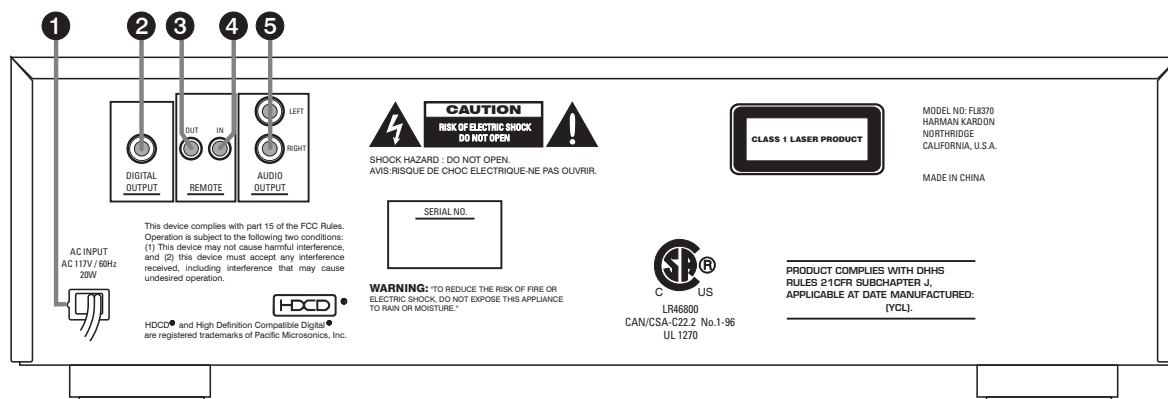 1 2 3 4 5
OUT IN
LEFT
RIGHT
DIGITAL
OUTPUT
REMOTE
AUDIO
OUTPUT
AC INPUT
AC 117V / 60Hz
20W
This device complies with part 15 of the FCC Rules.
Operation is subject to the following two conditions:
(1) This device may not cause harmful interference,
and (2) this device must accept any interference
received, including interference that may cause
undesired operation.
HDCD®
HDCD® and High Definition Compatible Digital®
are registered trademarks of Pacific Microsonics, Inc.
CAUTION
RISK OF ELECTRIC SHOCK
DO NOT OPEN
SHOCK HAZARD : DO NOT OPEN.
AVIS:RISQUE DE CHOC ELECTRIQUE-NE PAS OUVRIR.
SERIAL NO.
WARNING: "TO REDUCE THE RISK OF FIRE OR
ELECTRIC SHOCK, DO NOT EXPOSE THIS APPLIANCE
TO RAIN OR MOISTURE."
SA®
C US
LR46800
CAN/CSA-C22.2 No.1-96
UL 1270
CLASS 1 LASER PRODUCT
MODEL NO: FL8370
HARMAN KARDON
NORTHRIDGE
CALIFORNIA, U.S.A.
MADE IN CHINA
PRODUCT COMPLIES WITH DHHS
RULES 21CFR SUBCHAPTER J,
APPLICABLE AT DATE MANUFACTURED:
(YCL).